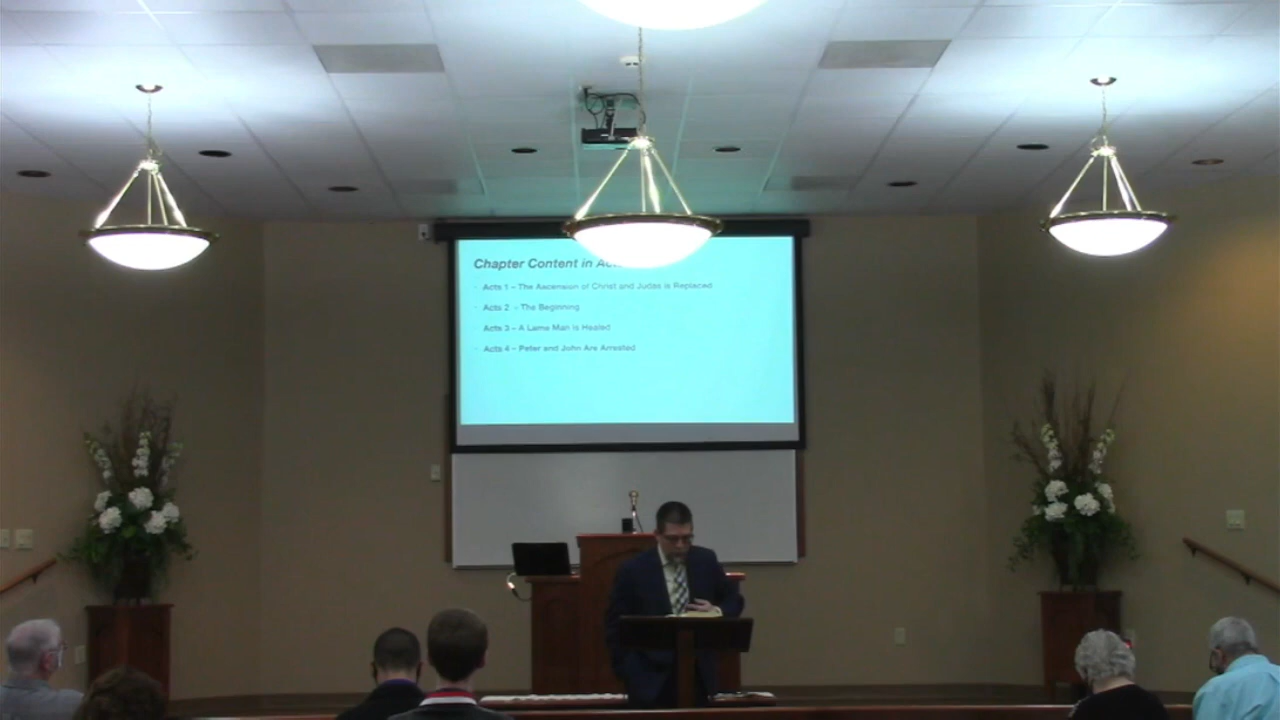 Chapter Content in
Acts 1 – The Ascension of Christ and Judas is Replaced
Acts 2 – The Beginning
Acts 3 – A Lame Man is Healed
Acts 4 – Peter and John Are Arrested